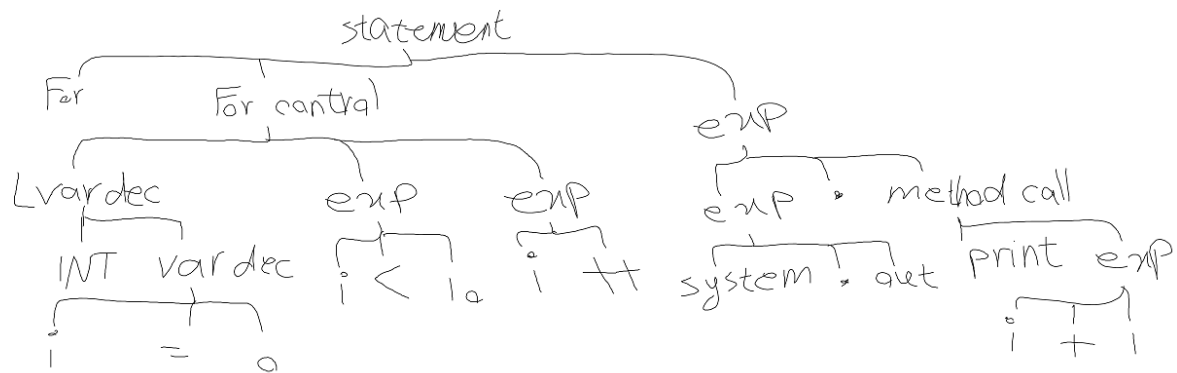 statement
For For cantral exp
Lvardec exp exp exp . method call
INT vardec i < 10 i ++ system . out print exp
i = 0 i + 1